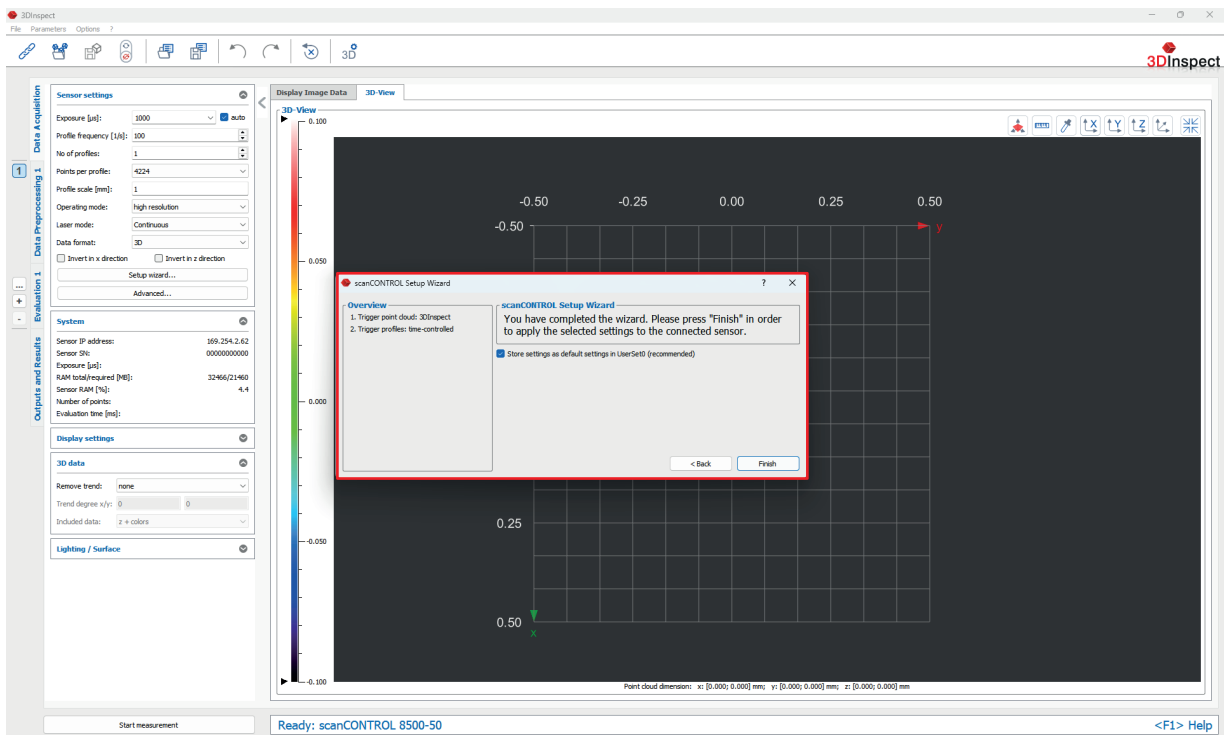 3DInspect
File Parameters Options ?
3D
3DInspect
Data Acquisition
Data Preprocessing 1
Evaluation 1
Outputs and Results
1
...
+
-
Sensor settings
Exposure [µs]: 1000 auto
Profile frequency [1/s]: 100
No of profiles: 1
Points per profile: 4224
Profile scale [mm]: 1
Operating mode: high resolution
Laser mode: Continuous
Data format: 3D
Invert in x direction Invert in z direction
Setup wizard...
Advanced...
System
Sensor IP address: 169.254.2.62
Sensor SN: 00000000000
Exposure [µs]:
RAM total/required [MB]: 32466/21460
Sensor RAM [%]: 4.4
Number of points:
Evaluation time [ms]:
Display settings
3D data
Remove trend: none
Trend degree x/y: 0 0
Included data: z + colors
Lighting / Surface
Start measurement
Display Image Data 3D-View
3D-View
0.100
0.050
0.000
-0.050
-0.100
X Y Z
-0.50 -0.25 0.00 0.25 0.50
-0.50 y
0.25
0.50
x
scanCONTROL Setup Wizard ? X
Overview
1. Trigger point cloud: 3DInspect
2. Trigger profiles: time-controlled
scanCONTROL Setup Wizard
You have completed the wizard. Please press "Finish" in order
to apply the selected settings to the connected sensor.
Store settings as default settings in UserSet0 (recommended)
< Back Finish
Point cloud dimension: x: [0.000; 0.000] mm; y: [0.000; 0.000] mm; z: [0.000; 0.000] mm
Ready: scanCONTROL 8500-50 <F1> Help